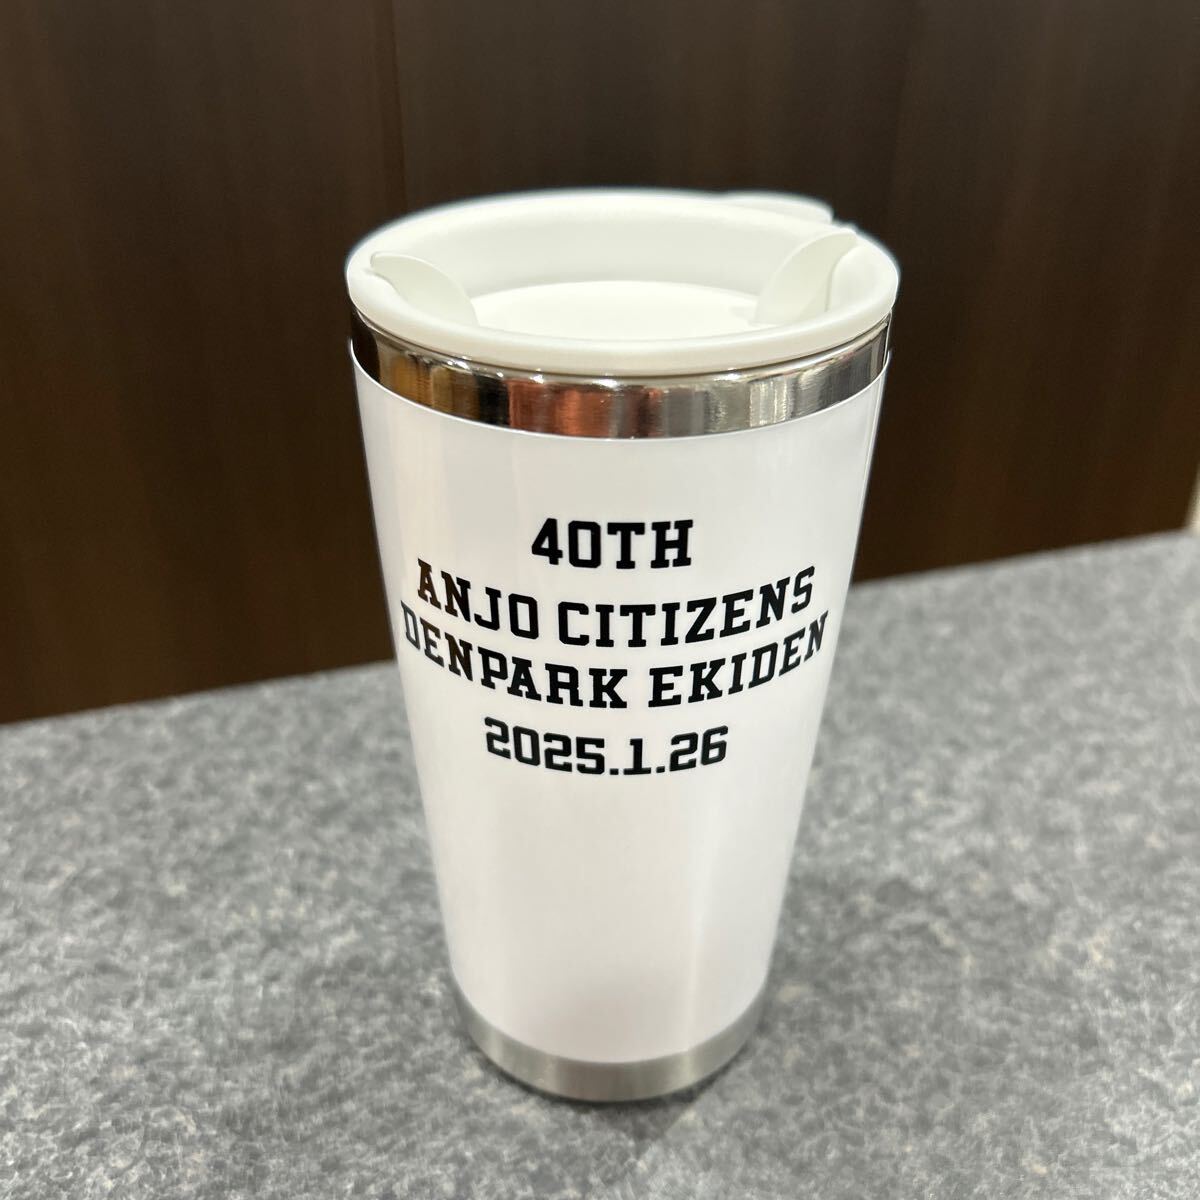 40TH
ANJO CITIZENS
DENPARK EKIDEN
2025.1.26